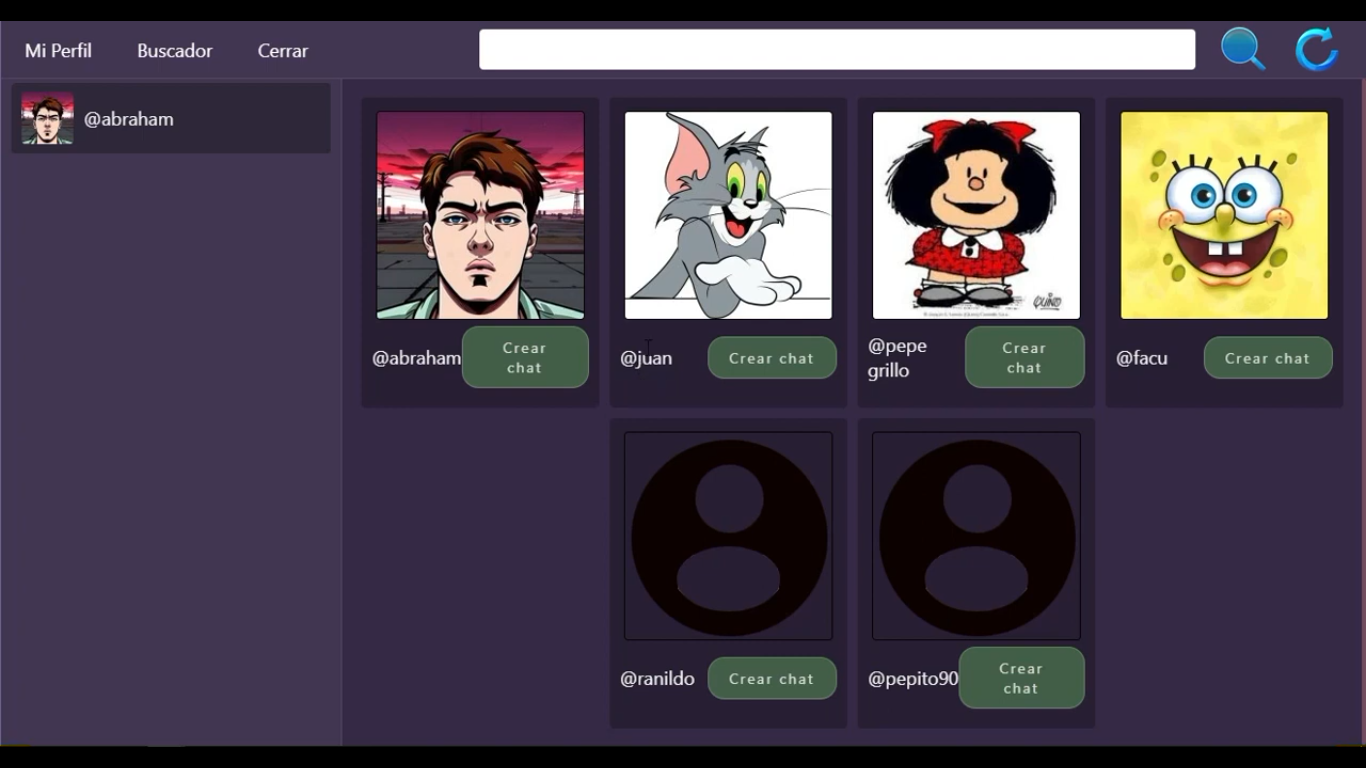 Mi Perfil Buscador Cerrar
@abraham
@abraham
Crear
chat
@juan
Crear chat
@pepe
grillo
Crear
chat
QUINO
@facu
Crear chat
@ranildo
Crear chat
@pepito90
Crear
chat